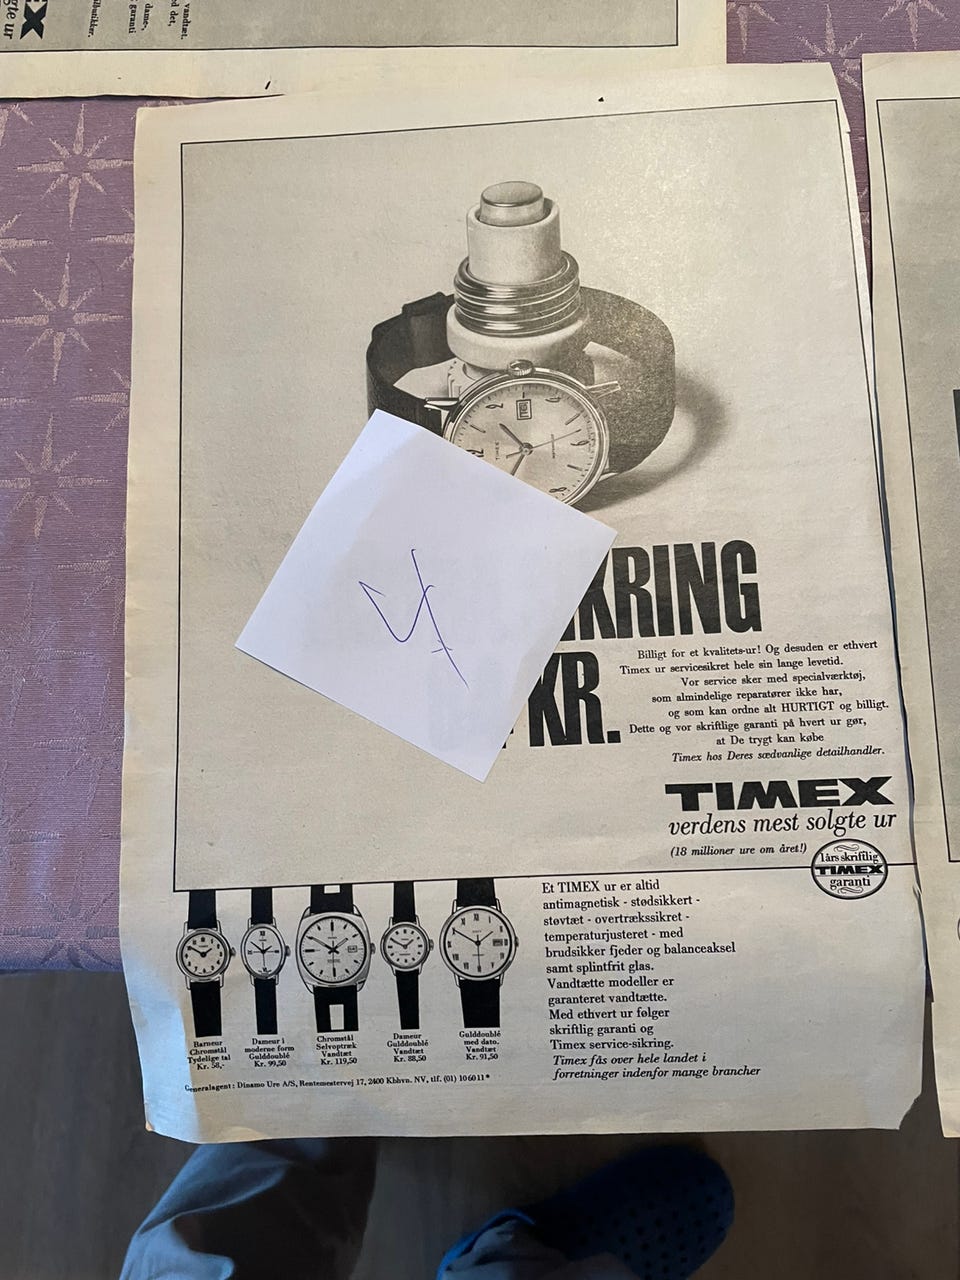 vandtæt.
d det,
dame-,
garanti
tilbutikker.
EX
gte ur
TIMEX
KRING
KR.
Billigt for et kvalitets-ur! Og desuden er ethvert
Timex ur servicesikret hele sin lange levetid.
Vor service sker med specialværktøj,
som almindelige reparatører ikke har,
og som kan ordne alt HURTIGT og billigt.
Dette og vor skriftlige garanti på hvert ur gør,
at De trygt kan købe
Timex hos Deres sædvanlige detailhandler.
TIMEX
verdens mest solgte ur
(18 millioner ure om året!)
1 års skriftlig
TIMEX
garanti
Et TIMEX ur er altid
antimagnetisk - stødsikkert -
støvtæt - overtrækssikret -
temperaturjusteret - med
brudsikker fjeder og balanceaksel
samt splintfrit glas.
Vandtætte modeller er
garanteret vandtætte.
Med ethvert ur følger
skriftlig garanti og
Timex service-sikring.
Timex fås over hele landet i
forretninger indenfor mange brancher
Barneur
Chromstål
Tydelige tal
Kr. 58,-
Dameur i
moderne form
Gulddoublé
Kr. 99,50
Chromstål
Selvoptræk
Vandtæt
Kr. 119,50
Dameur
Gulddoublé
Vandtæt
Kr. 88,50
Gulddoublé
med dato.
Vandtæt
Kr. 91,50
Generalagent: Dinamo Ure A/S, Rentemestervej 17, 2400 Kbhvn. NV, tlf. (01) 106011*